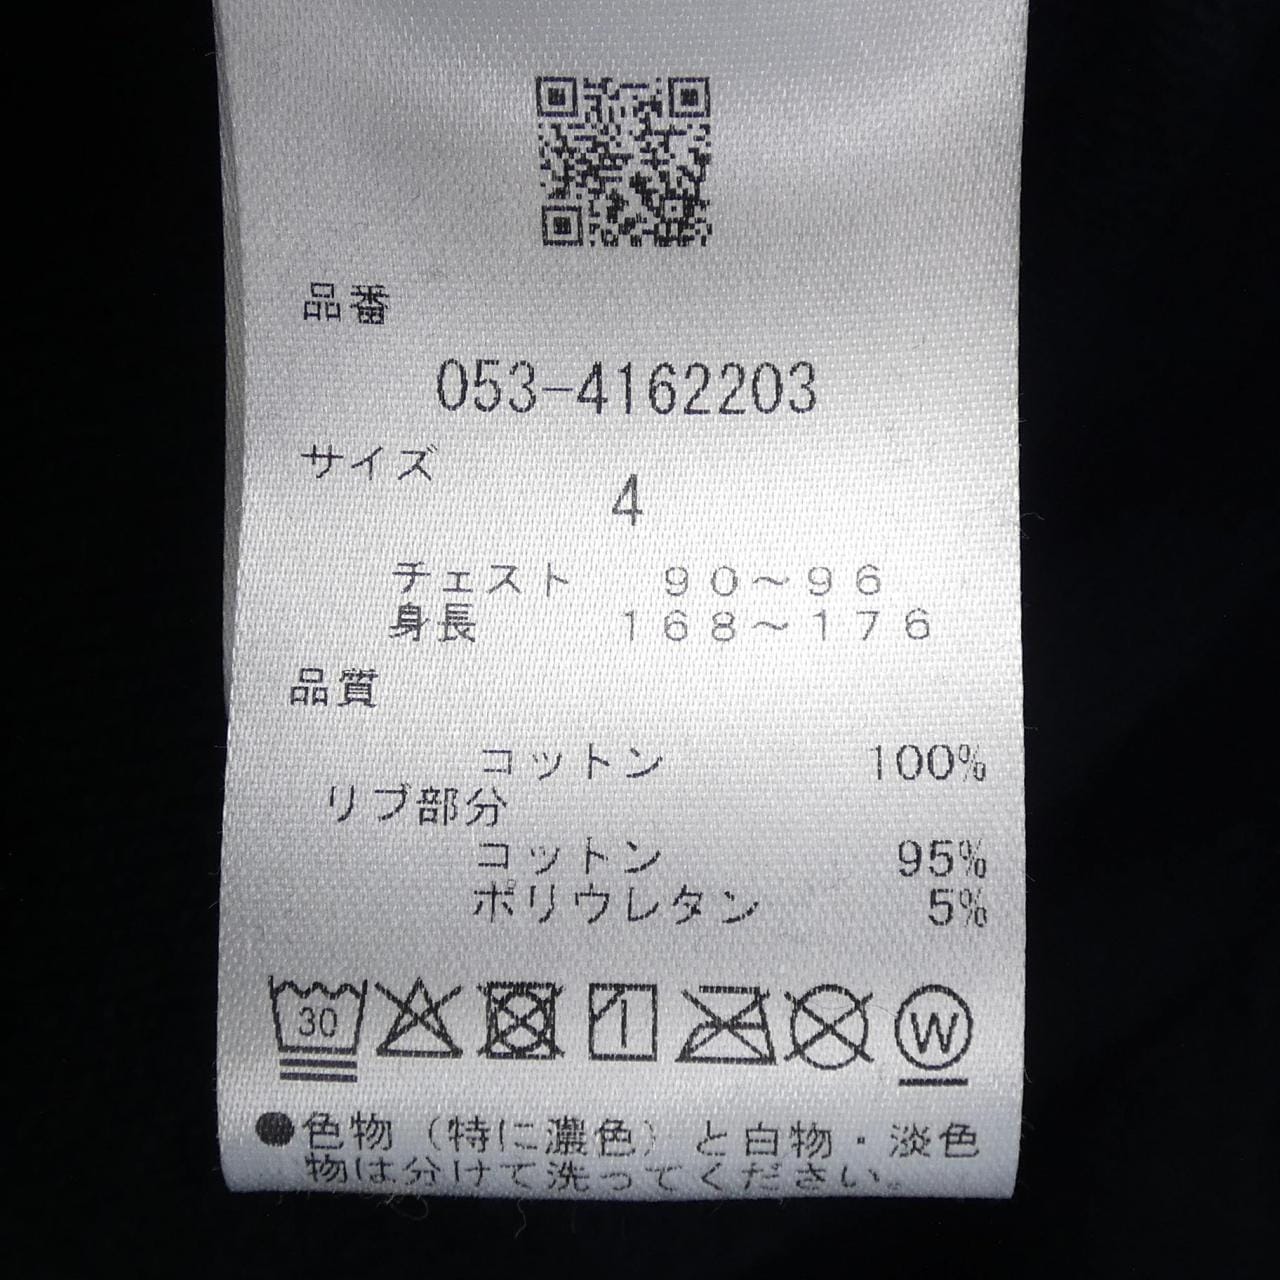 品番
053-4162203
サイズ
4
チェスト 90～96
身長 168～176
品質
コットン 100%
リブ部分
コットン 95%
ポリウレタン 5%
30 W
●色物(特に濃色)と白物・淡色
物は分けて洗ってください。